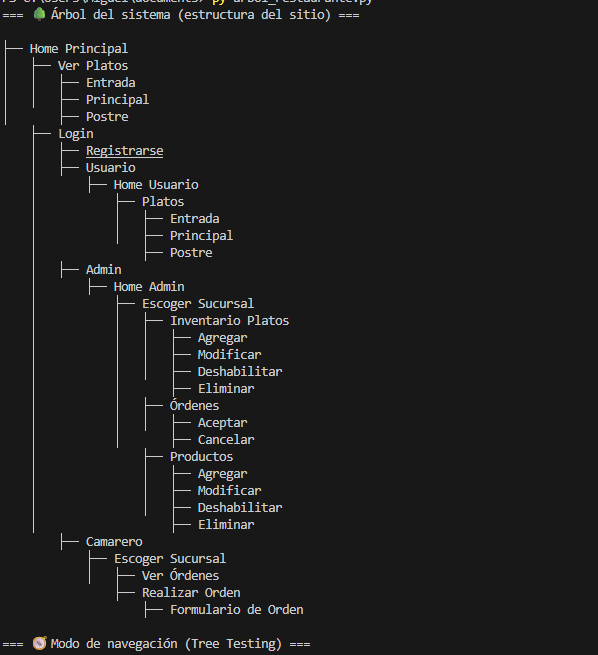 PS C:\Users\Miguel\documents> py arbol_restaurante.py
=== 🌳 Árbol del sistema (estructura del sitio) ===
├── Home Principal
│   ├── Ver Platos
│   │   ├── Entrada
│   │   ├── Principal
│   │   ├── Postre
    ├── Login
    │   ├── Registrarse
    │   ├── Usuario
    │       ├── Home Usuario
    │           ├── Platos
    │           │   ├── Entrada
    │           │   ├── Principal
    │               ├── Postre
    │   ├── Admin
    │       ├── Home Admin
    │           ├── Escoger Sucursal
    │           │   ├── Inventario Platos
    │           │   │   ├── Agregar
    │           │   │   ├── Modificar
    │           │   │   ├── Deshabilitar
    │           │       ├── Eliminar
    │           │   ├── Órdenes
    │           │   │   ├── Aceptar
    │           │       ├── Cancelar
    │               ├── Productos
    │               │   ├── Agregar
    │               │   ├── Modificar
    │               │   ├── Deshabilitar
    │                   ├── Eliminar
        ├── Camarero
            ├── Escoger Sucursal
            │   ├── Ver Órdenes
                ├── Realizar Orden
                    ├── Formulario de Orden
=== 🧭 Modo de navegación (Tree Testing) ===